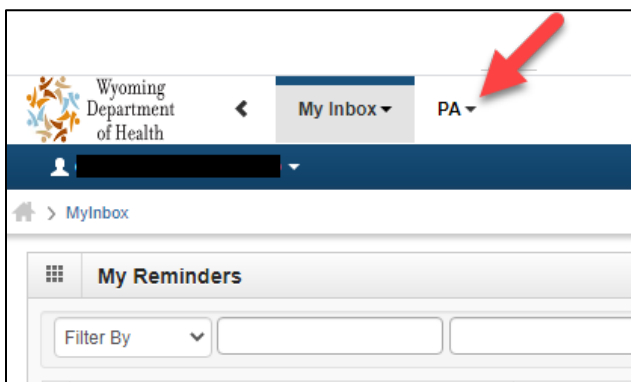 Wyoming
Department
of Health
My Inbox
PA
MyInbox
My Reminders
Filter By